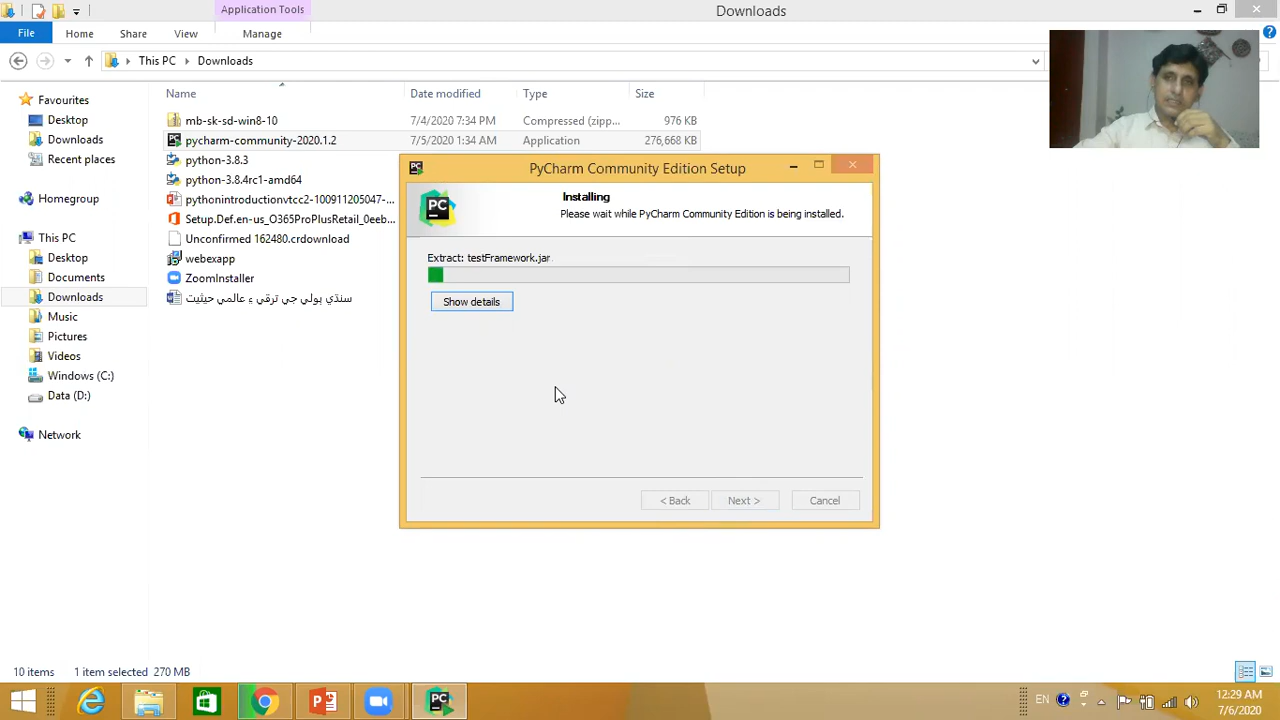 Application Tools
Downloads
File
Home
Share
View
Manage
This PC
Downloads
Name
Date modified
Type
Size
Favourites
Desktop
Downloads
Recent places
Homegroup
This PC
Desktop
Documents
Downloads
Music
Pictures
Videos
Windows (C:)
Data (D:)
Network
mb-sk-sd-win8-10 7/4/2020 7:34 PM Compressed (zipp... 976 KB
pycharm-community-2020.1.2 7/5/2020 1:34 AM Application 276,668 KB
python-3.8.3
python-3.8.4rc1-amd64
pythonintroductionvtcc2-100911205047-...
Setup.Def.en-us_O365ProPlusRetail_0eeb...
Unconfirmed 162480.crdownload
webexapp
ZoomInstaller
سنڌي ٻولي جي ترقي ۽ عالمي حيثيت
PyCharm Community Edition Setup
PC
Installing
Please wait while PyCharm Community Edition is being installed.
Extract: testFramework.jar
Show details
< Back
Next >
Cancel
10 items
1 item selected 270 MB
EN
12:29 AM
7/6/2020